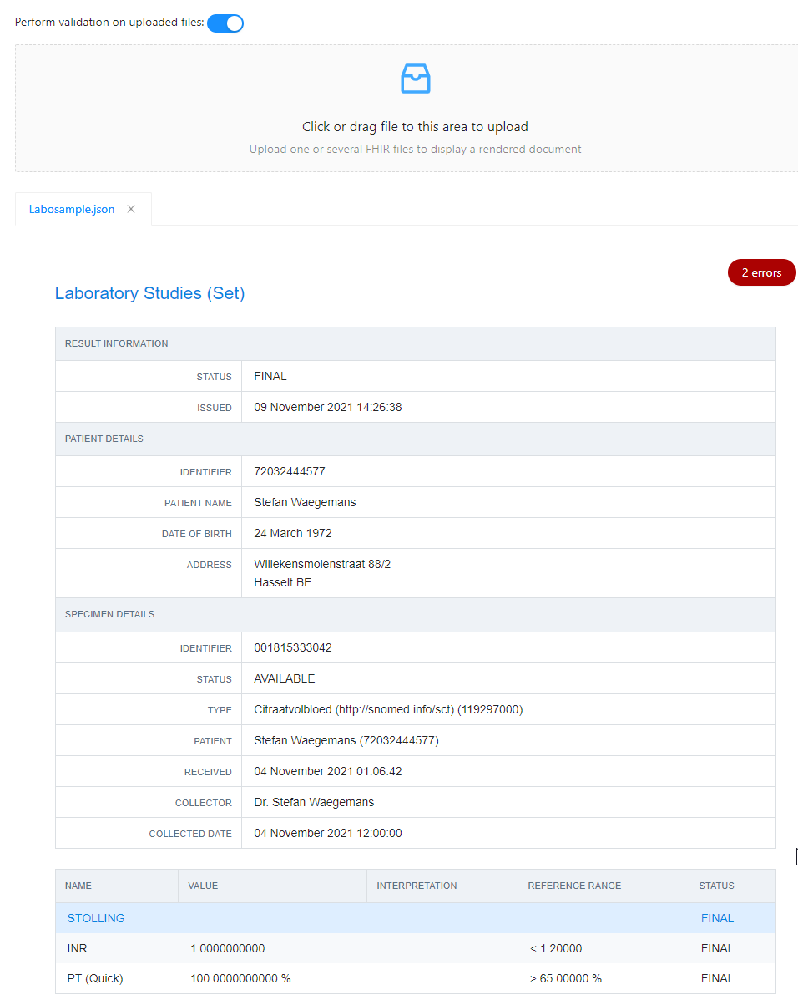 Perform validation on uploaded files:
Click or drag file to this area to upload
Upload one or several FHIR files to display a rendered document
Labosample.json
2 errors
Laboratory Studies (Set)
RESULT INFORMATION
STATUS FINAL
ISSUED 09 November 2021 14:26:38
PATIENT DETAILS
IDENTIFIER 72032444577
PATIENT NAME Stefan Waegemans
DATE OF BIRTH 24 March 1972
ADDRESS Willekensmolenstraat 88/2
Hasselt BE
SPECIMEN DETAILS
IDENTIFIER 001815333042
STATUS AVAILABLE
TYPE Citraatvolbloed (http://snomed.info/sct) (119297000)
PATIENT Stefan Waegemans (72032444577)
RECEIVED 04 November 2021 01:06:42
COLLECTOR Dr. Stefan Waegemans
COLLECTED DATE 04 November 2021 12:00:00
NAME VALUE INTERPRETATION REFERENCE RANGE STATUS
STOLLING FINAL
INR 1.0000000000 < 1.20000 FINAL
PT (Quick) 100.0000000000 % > 65.00000 % FINAL